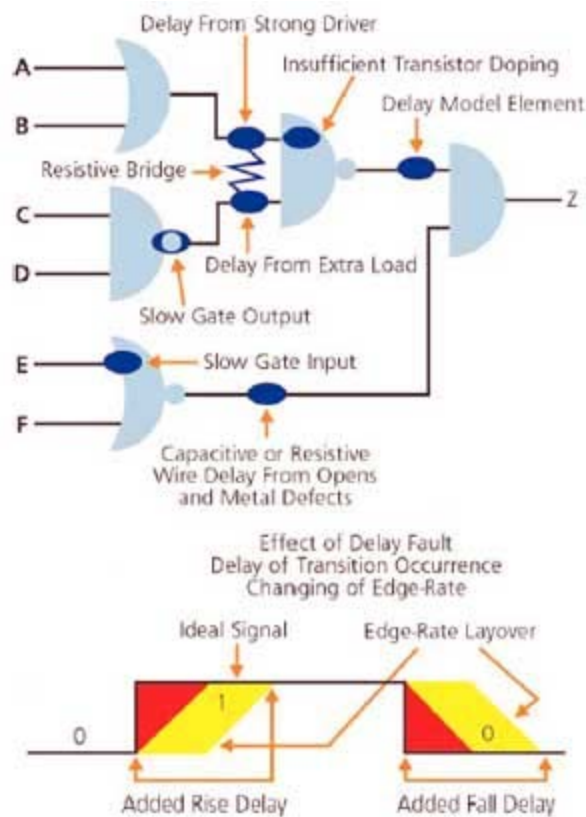 Delay From Strong Driver
A
Insufficient Transistor Doping
B
Delay Model Element
Resistive Bridge
Z
C
D
Delay From Extra Load
Slow Gate Output
E
Slow Gate Input
F
Capacitive or Resistive
Wire Delay From Opens
and Metal Defects
Effect of Delay Fault
Delay of Transition Occurrence
Changing of Edge-Rate
Ideal Signal
Edge-Rate Layover
0
1
0
Added Rise Delay
Added Fall Delay